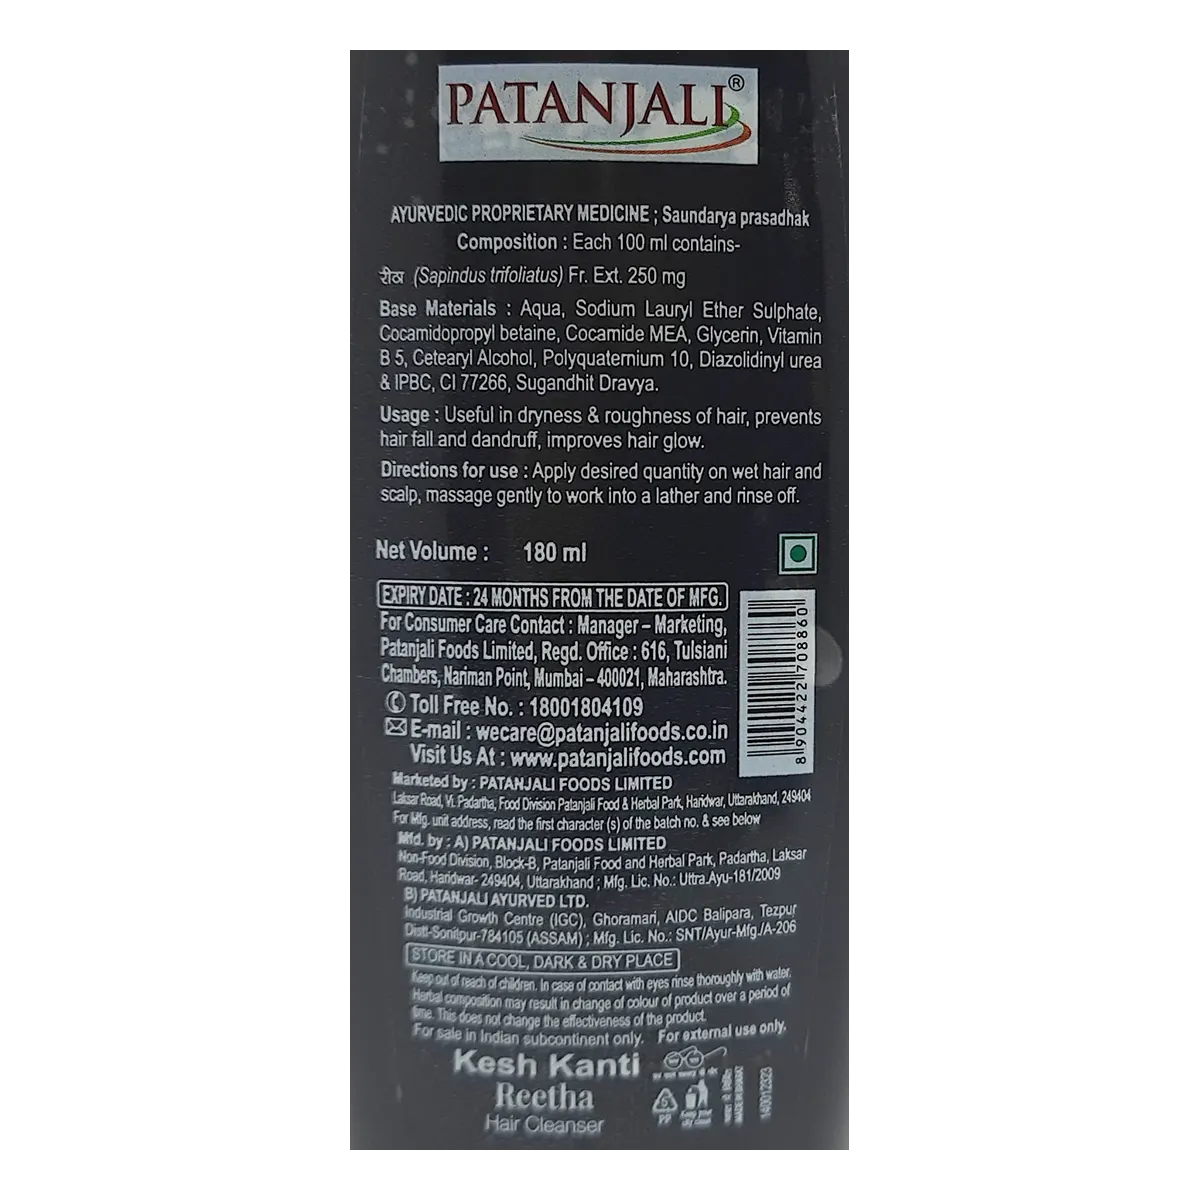 PATANJALI®
AYURVEDIC PROPRIETARY MEDICINE ; Saundarya prasadhak
Composition : Each 100 ml contains-
रीठा (Sapindus trifoliatus) Fr. Ext. 250 mg
Base Materials : Aqua, Sodium Lauryl Ether Sulphate,
Cocamidopropyl betaine, Cocamide MEA, Glycerin, Vitamin
B 5, Cetearyl Alcohol, Polyquaternium 10, Diazolidinyl urea
& IPBC, CI 77266, Sugandhit Dravya.
Usage : Useful in dryness & roughness of hair, prevents
hair fall and dandruff, improves hair glow.
Directions for use : Apply desired quantity on wet hair and
scalp, massage gently to work into a lather and rinse off.
Net Volume : 180 ml
EXPIRY DATE : 24 MONTHS FROM THE DATE OF MFG.
For Consumer Care Contact : Manager – Marketing,
Patanjali Foods Limited, Regd. Office : 616, Tulsiani
Chambers, Nariman Point, Mumbai – 400021, Maharashtra.
Toll Free No. : 18001804109
E-mail : wecare@patanjalifoods.co.in
Visit Us At : www.patanjalifoods.com
8904422708860
Marketed by : PATANJALI FOODS LIMITED
Laksar Road, Vi. Padartha, Food Division Patanjali Food & Herbal Park, Haridwar, Uttarakhand, 249404
For Mfg. unit address, read the first character (s) of the batch no. & see below
Mfd. by : A) PATANJALI FOODS LIMITED
Non-Food Division, Block-B, Patanjali Food and Herbal Park, Padartha, Laksar
Road, Haridwar- 249404, Uttarakhand ; Mfg. Lic. No.: Uttra.Ayu-181/2009
B) PATANJALI AYURVED LTD.
Industrial Growth Centre (IGC), Ghoramari, AIDC Balipara, Tezpur
Distt-Sonitpur-784105 (ASSAM) ; Mfg. Lic. No.: SNT/Ayur-Mfg./A-206
STORE IN A COOL, DARK & DRY PLACE
Keep out of reach of children. In case of contact with eyes rinse thoroughly with water.
Herbal composition may result in change of colour of product over a period of
time. This does not change the effectiveness of the product.
For sale in Indian subcontinent only. For external use only.
Kesh Kanti
Reetha
Hair Cleanser
5
PP
Keep your
city clean
MADE IN BHARAT
140012323